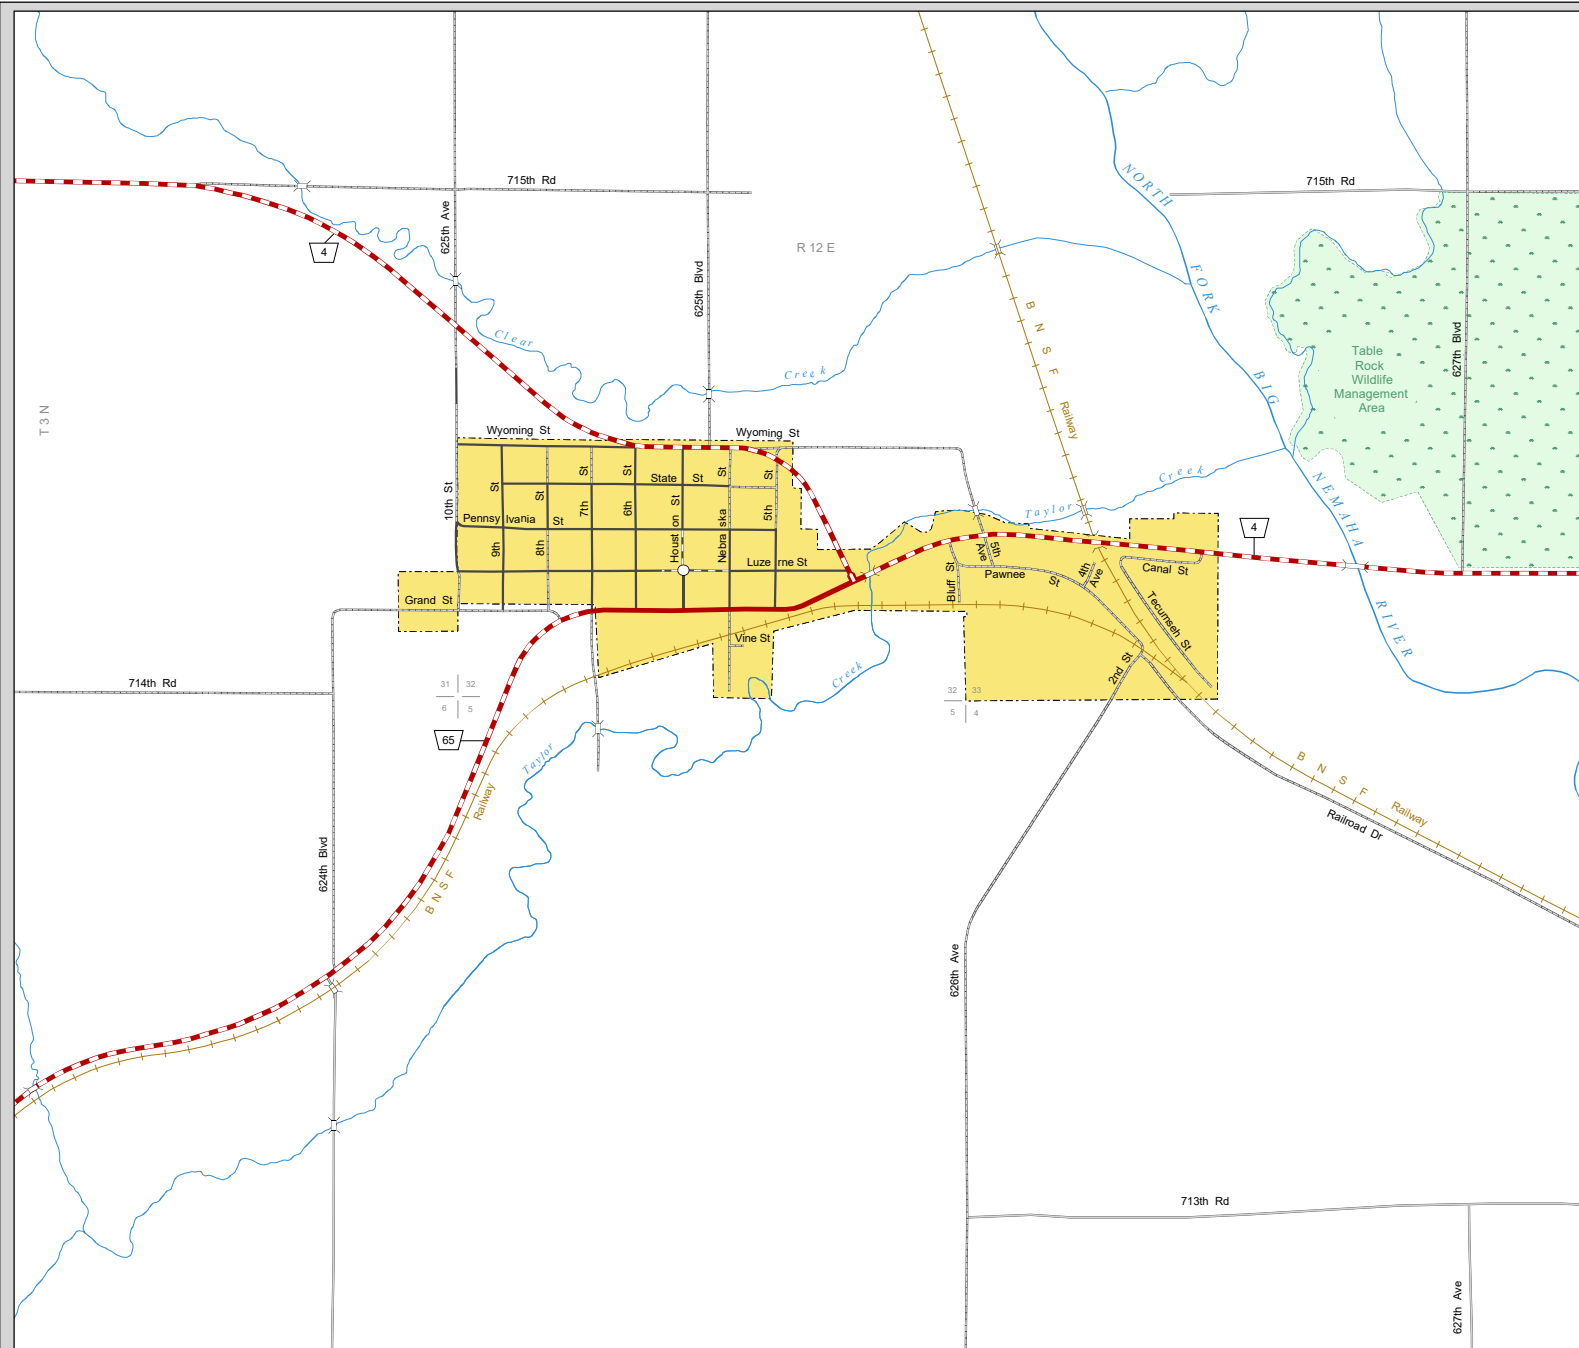 715th Rd
715th Rd
625th Ave
4
R 12 E
625th Blvd
NORTH FORK BIG NEMAHA RIVER
Clear Creek
BNSF Railway
Table
Rock
Wildlife
Management
Area
627th Blvd
T 3 N
Wyoming St
Wyoming St
State St
10th St
9th St
8th St
7th St
6th St
Houston St
Nebraska St
5th St
Pennsylvania St
Luzerne St
Taylor Creek
4
5th Ave
Bluff St
Pawnee St
4th Ave
Canal St
Tecumseh St
Grand St
Vine St
2nd St
Creek
714th Rd
31 32
6 5
32 33
5 4
65
Taylor
BNSF Railway
BNSF Railway
Railroad Dr
624th Blvd
626th Ave
713th Rd
627th Ave